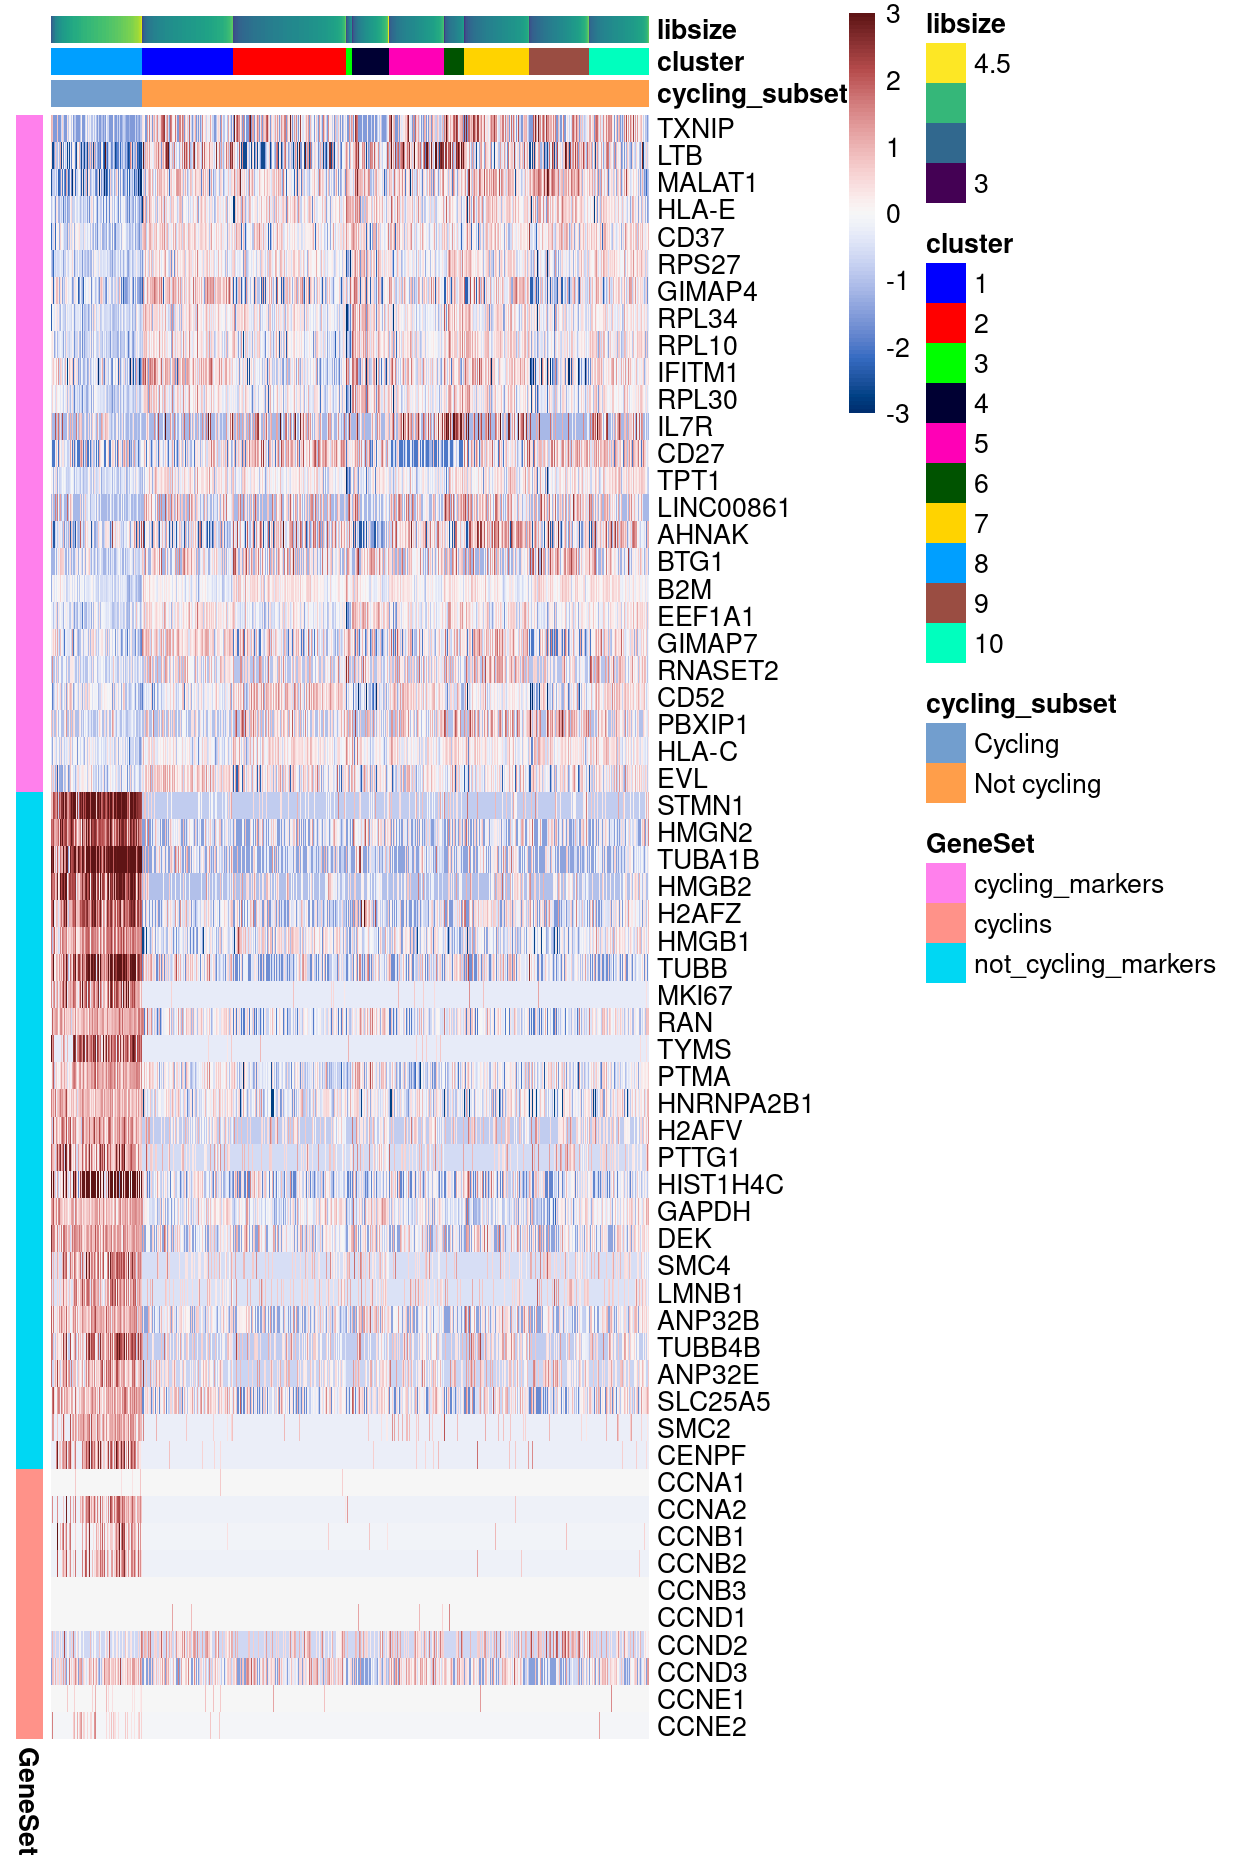 libsize
cluster
cycling_subset
TXNIP
LTB
MALAT1
HLA-E
CD37
RPS27
GIMAP4
RPL34
RPL10
IFITM1
RPL30
IL7R
CD27
TPT1
LINC00861
AHNAK
BTG1
B2M
EEF1A1
GIMAP7
RNASET2
CD52
PBXIP1
HLA-C
EVL
STMN1
HMGN2
TUBA1B
HMGB2
H2AFZ
HMGB1
TUBB
MKI67
RAN
TYMS
PTMA
HNRNPA2B1
H2AFV
PTTG1
HIST1H4C
GAPDH
DEK
SMC4
LMNB1
ANP32B
TUBB4B
ANP32E
SLC25A5
SMC2
CENPF
CCNA1
CCNA2
CCNB1
CCNB2
CCNB3
CCND1
CCND2
CCND3
CCNE1
CCNE2
GeneSet
3
2
1
0
-1
-2
-3
libsize
4.5
3
cluster
1
2
3
4
5
6
7
8
9
10
cycling_subset
Cycling
Not cycling
GeneSet
cycling_markers
cyclins
not_cycling_markers